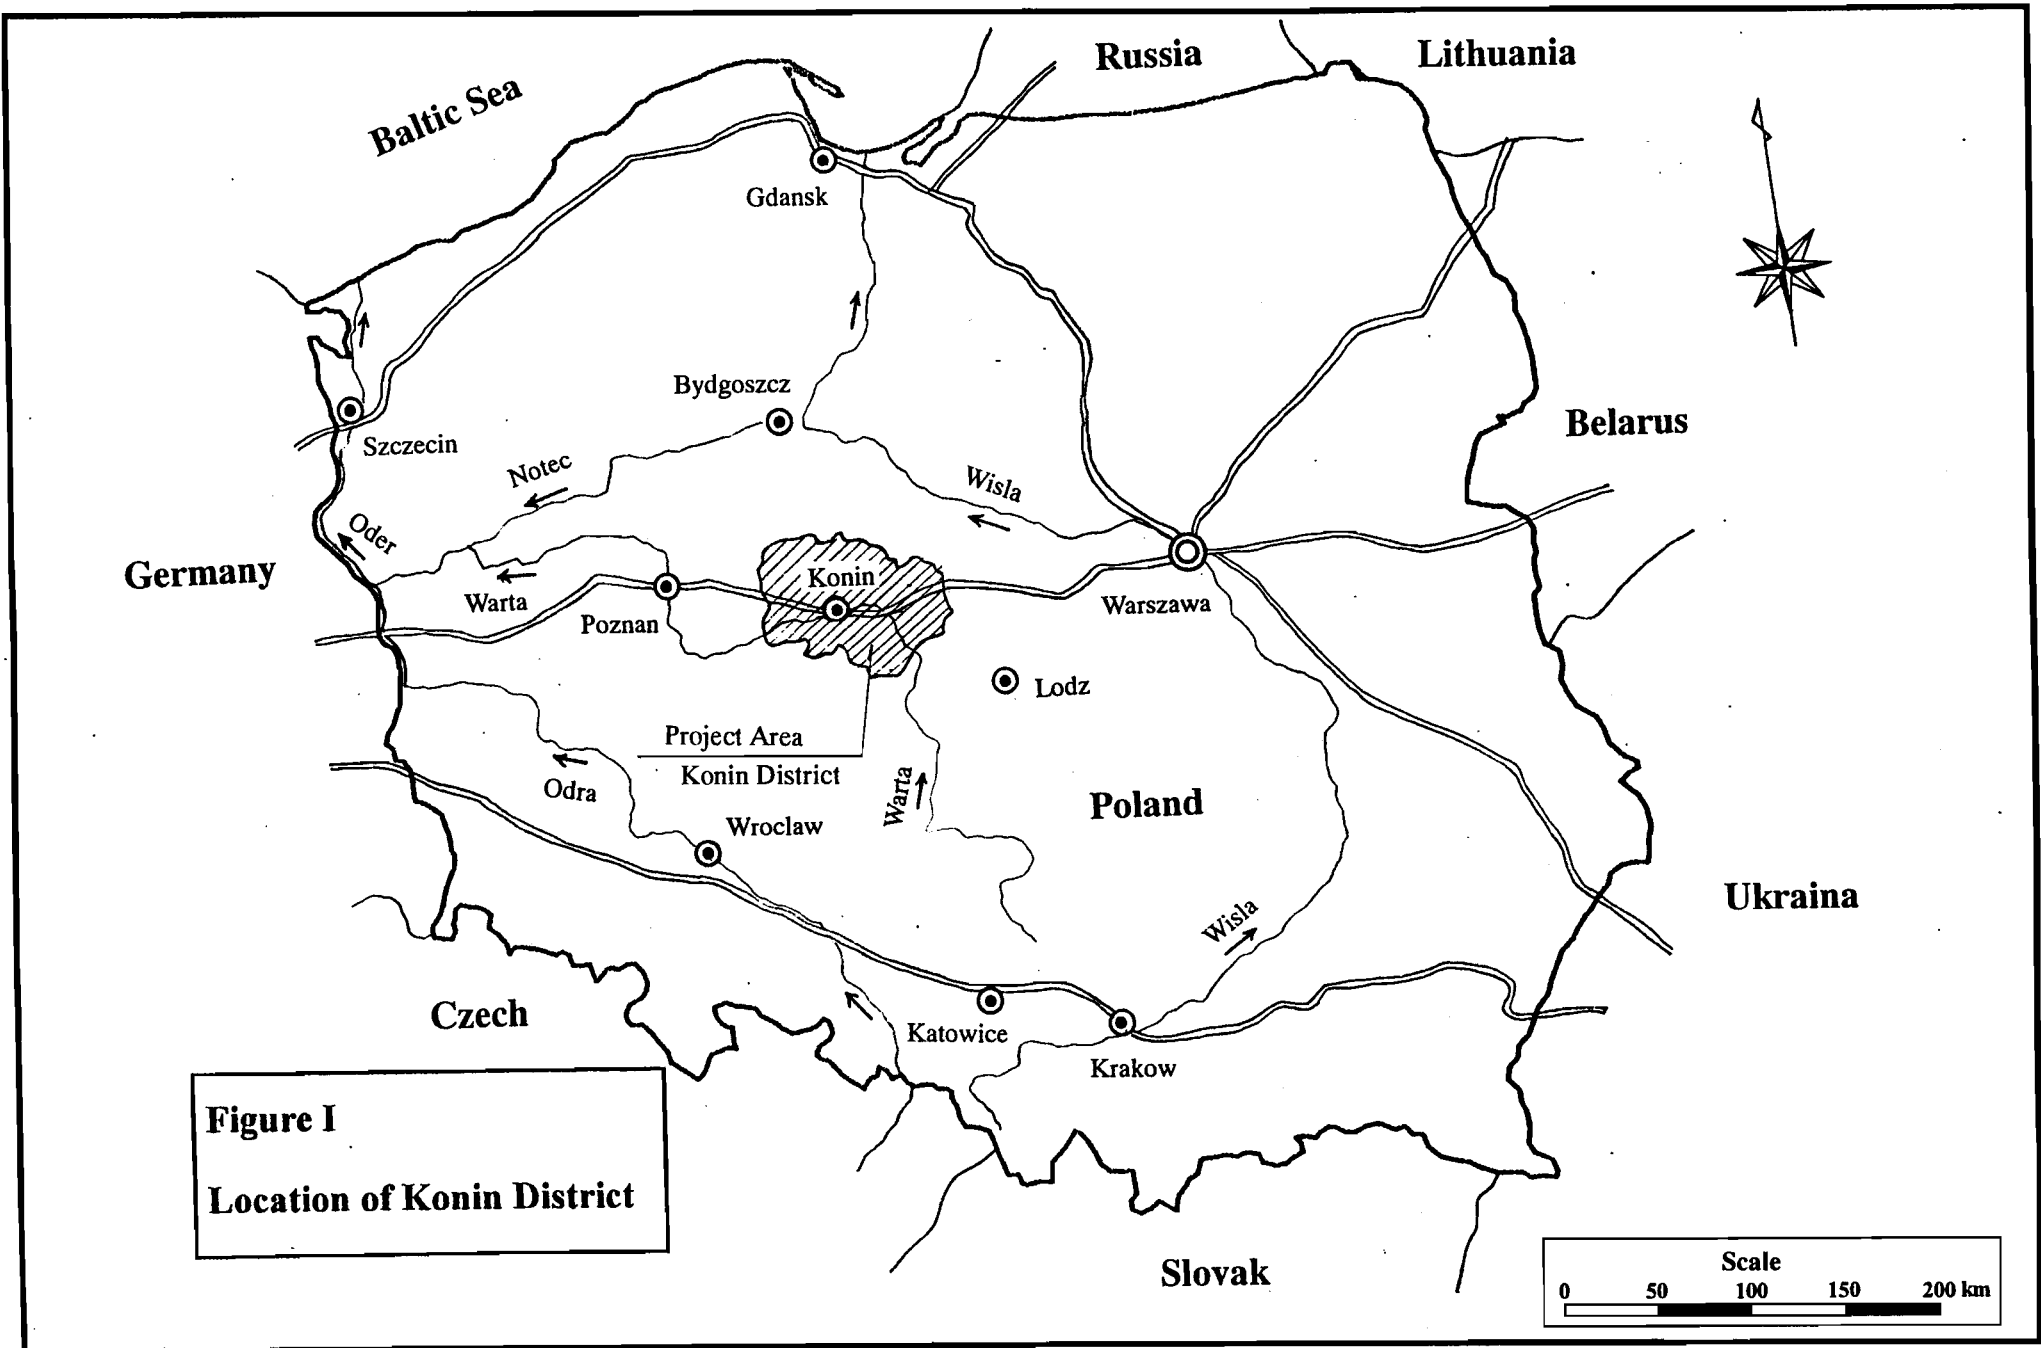 Russia
Lithuania
Baltic Sea
Gdansk
Bydgoszcz
Szczecin
Notec
Wisla
Belarus
Oder
Germany
Konin
Warta
Poznan
Warszawa
Lodz
Project Area
Konin District
Odra
Warta
Wroclaw
Poland
Ukraina
Wisla
Czech
Katowice
Krakow
Figure I
Location of Konin District
Slovak
Scale
0 50 100 150 200 km